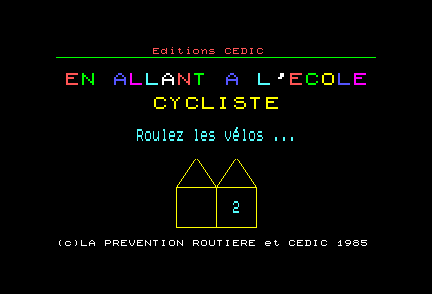 Editions CEDIC
EN ALLANT A L'ECOLE
CYCLISTE
Roulez les vélos ...
2
(c)LA PREVENTION ROUTIERE et CEDIC 1985